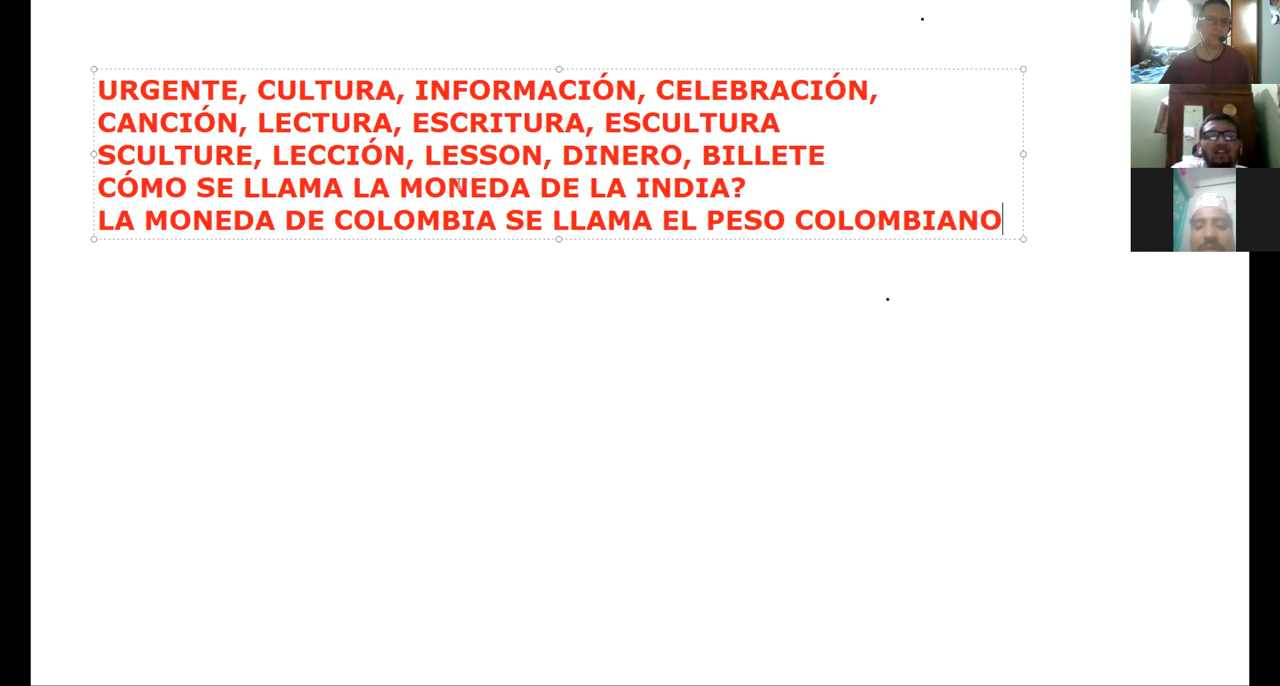 URGENTE, CULTURA, INFORMACIÓN, CELEBRACIÓN,
CANCIÓN, LECTURA, ESCRITURA, ESCULTURA
SCULTURE, LECCIÓN, LESSON, DINERO, BILLETE
CÓMO SE LLAMA LA MONEDA DE LA INDIA?
LA MONEDA DE COLOMBIA SE LLAMA EL PESO COLOMBIANO